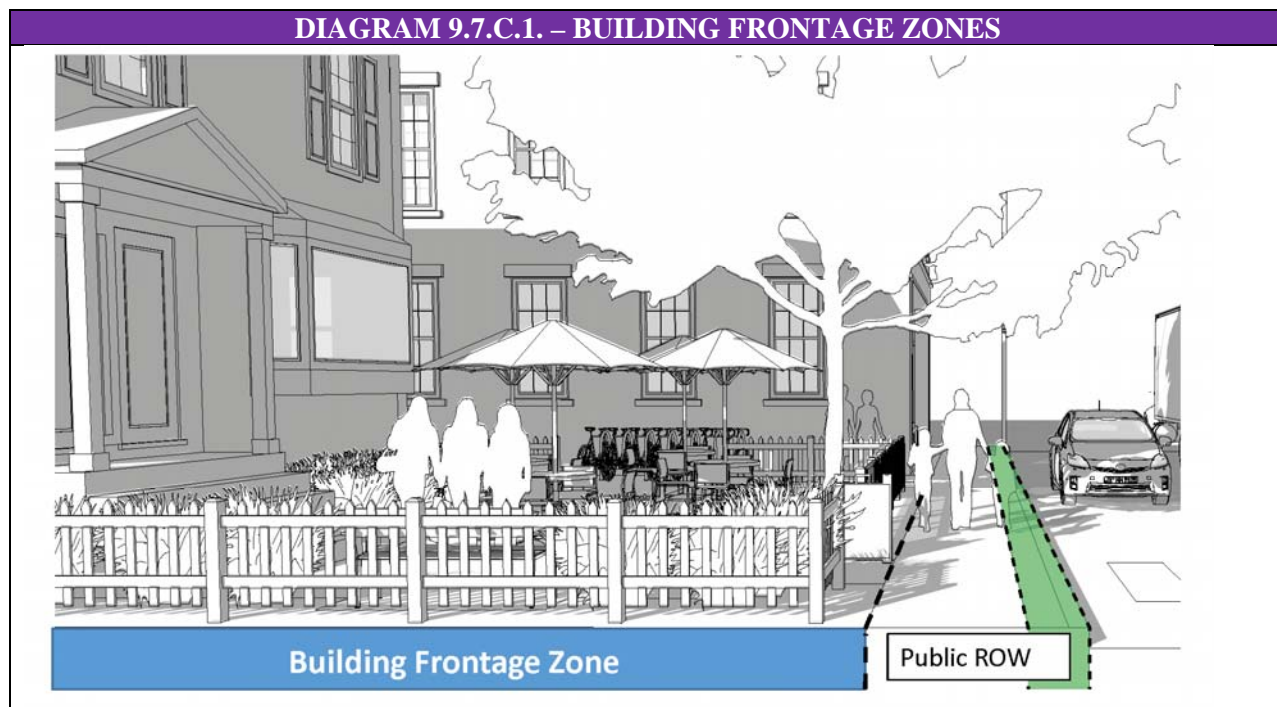 DIAGRAM 9.7.C.1. – BUILDING FRONTAGE ZONES
Building Frontage Zone
Public ROW